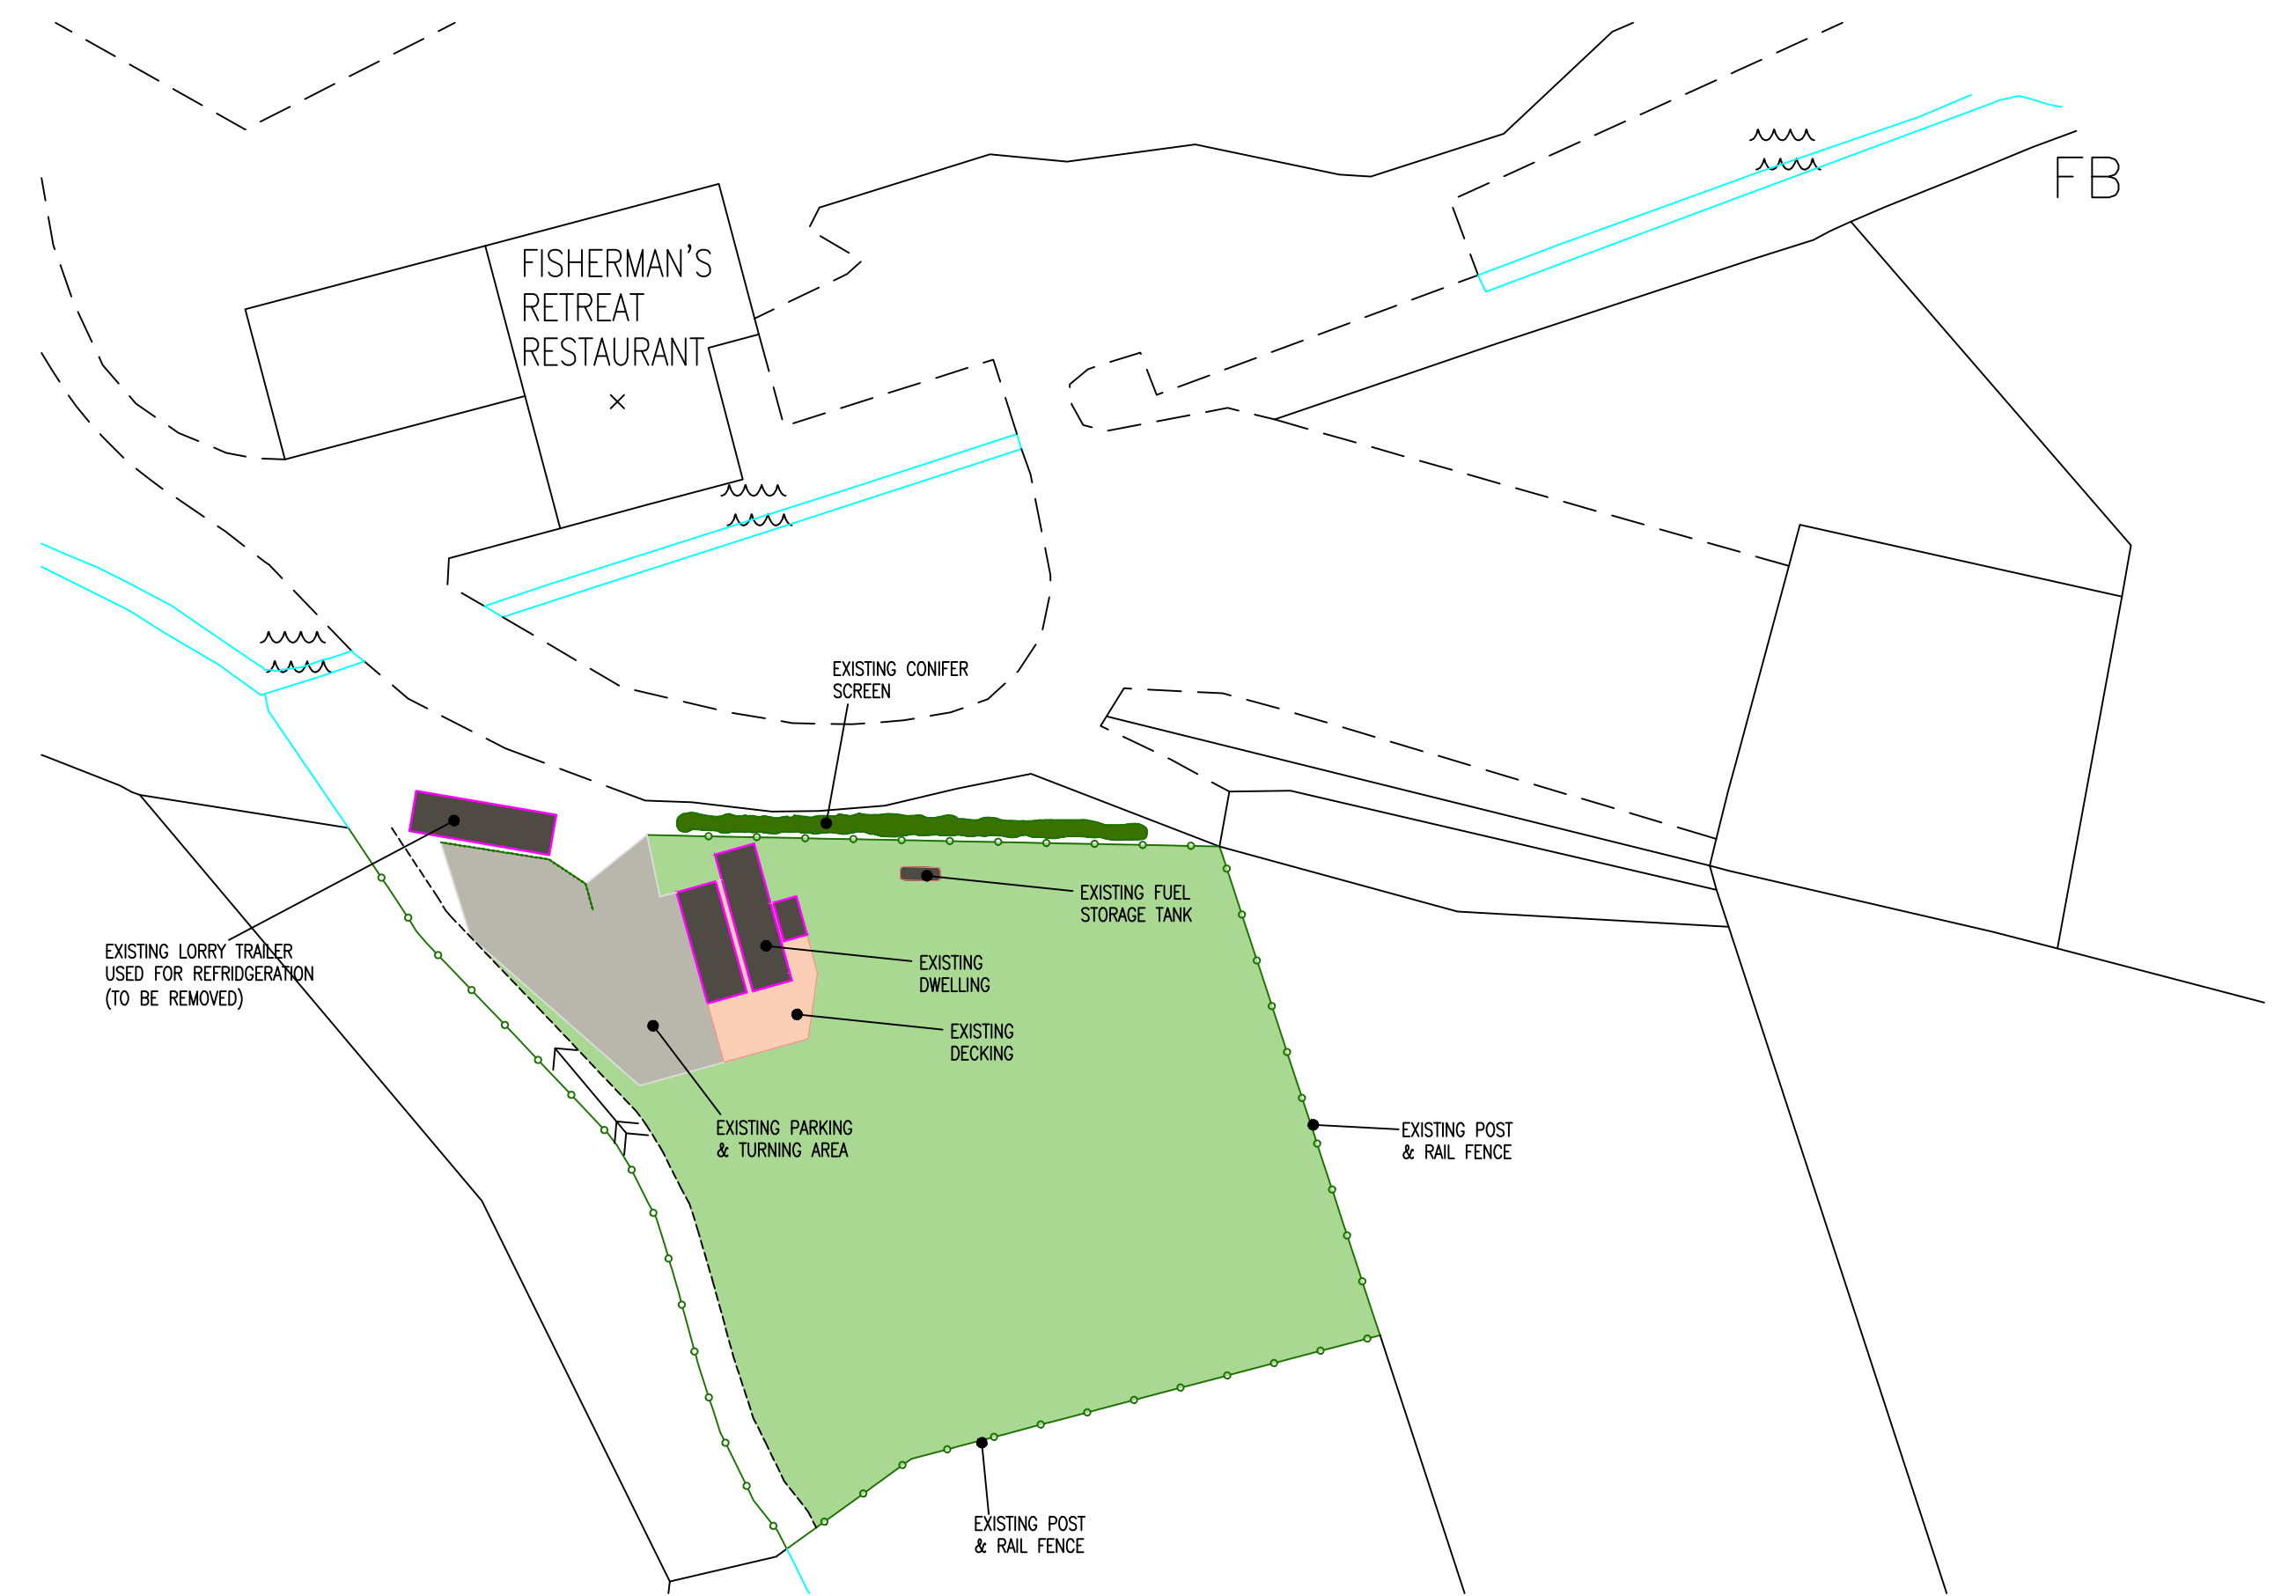 FB
FISHERMAN'S
RETREAT
RESTAURANT
EXISTING CONIFER
SCREEN
EXISTING FUEL
STORAGE TANK
EXISTING LORRY TRAILER
USED FOR REFRIDGERATION
(TO BE REMOVED)
EXISTING
DWELLING
EXISTING
DECKING
EXISTING PARKING
& TURNING AREA
EXISTING POST
& RAIL FENCE
EXISTING POST
& RAIL FENCE